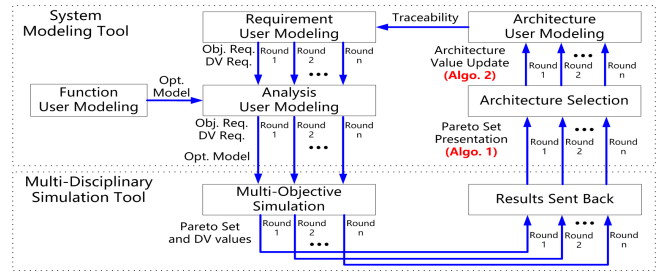 System
Modeling Tool
Requirement
User Modeling
Traceability
Architecture
User Modeling
Obj. Req.
DV Req.
Round
1
Round
2
...
Round
n
Architecture
Value Update
(Algo. 2)
Round
1
Round
2
...
Round
n
Function
User Modeling
Opt.
Model
Analysis
User Modeling
Architecture Selection
Obj. Req.
DV Req.
Opt. Model
Round
1
Round
2
...
Round
n
Pareto Set
Presentation
(Algo. 1)
Round
1
Round
2
...
Round
n
Multi-Disciplinary
Simulation Tool
Multi-Objective
Simulation
Results Sent Back
Pareto Set
and DV values
Round
1
Round
2
...
Round
n
Round
1
Round
2
...
Round
n